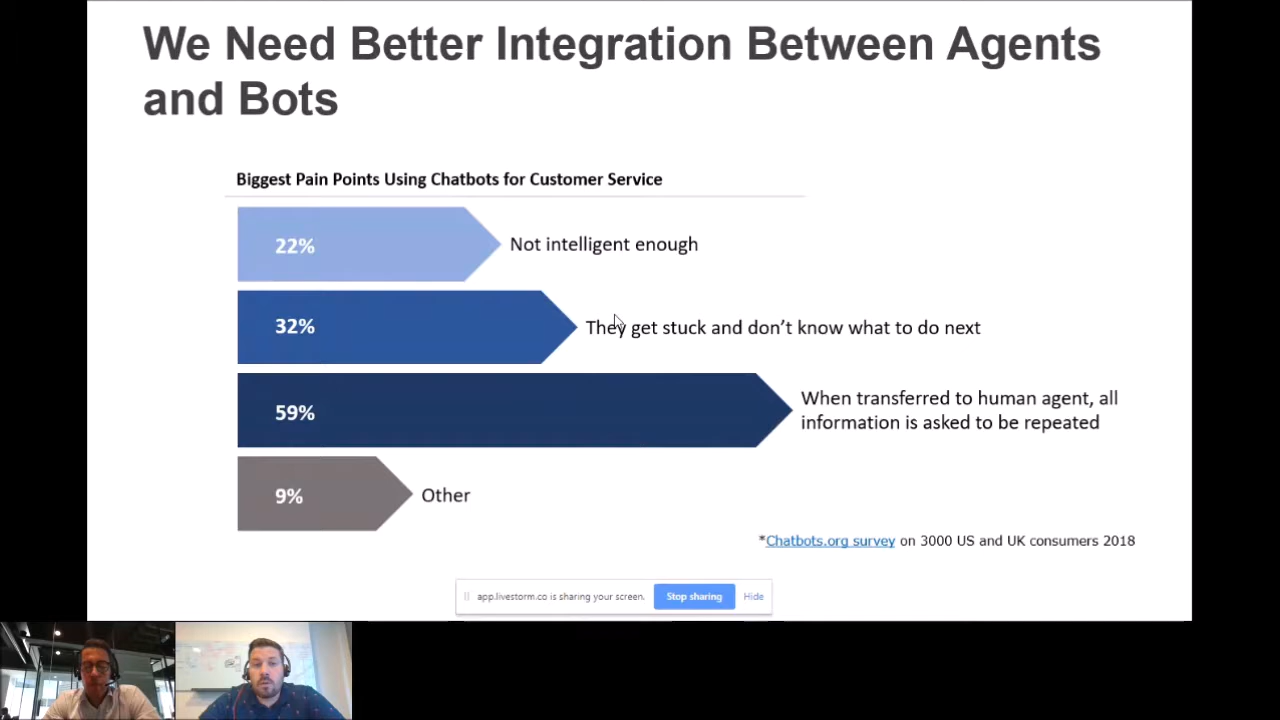 We Need Better Integration Between Agents
and Bots
Biggest Pain Points Using Chatbots for Customer Service
22%
Not intelligent enough
32%
They get stuck and don’t know what to do next
59%
When transferred to human agent, all
information is asked to be repeated
9%
Other
*Chatbots.org survey on 3000 US and UK consumers 2018
app.livestorm.co is sharing your screen.
Stop sharing
Hide